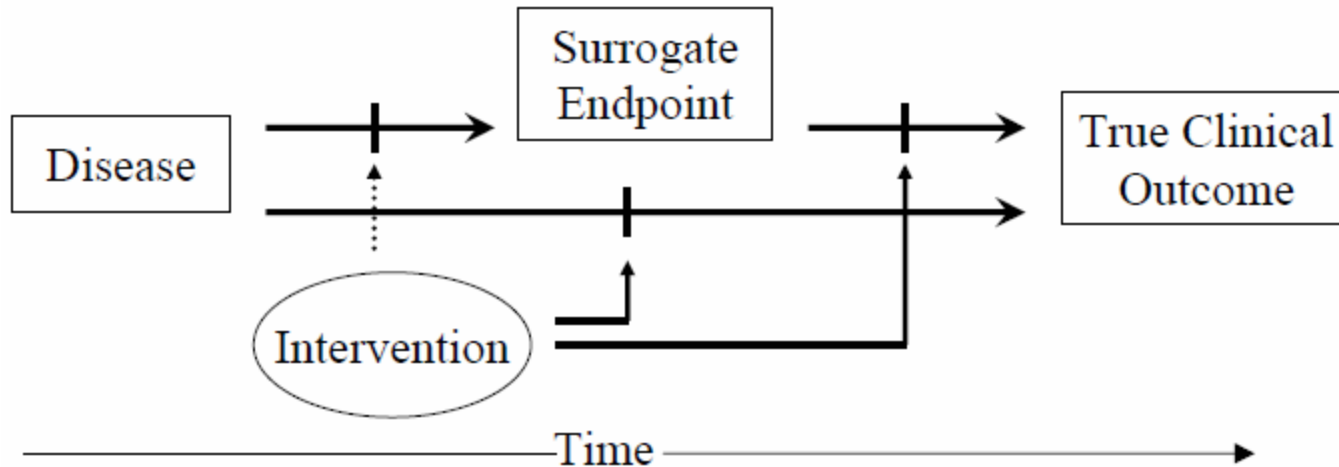 Surrogate
Endpoint
Disease
True Clinical
Outcome
Intervention
Time